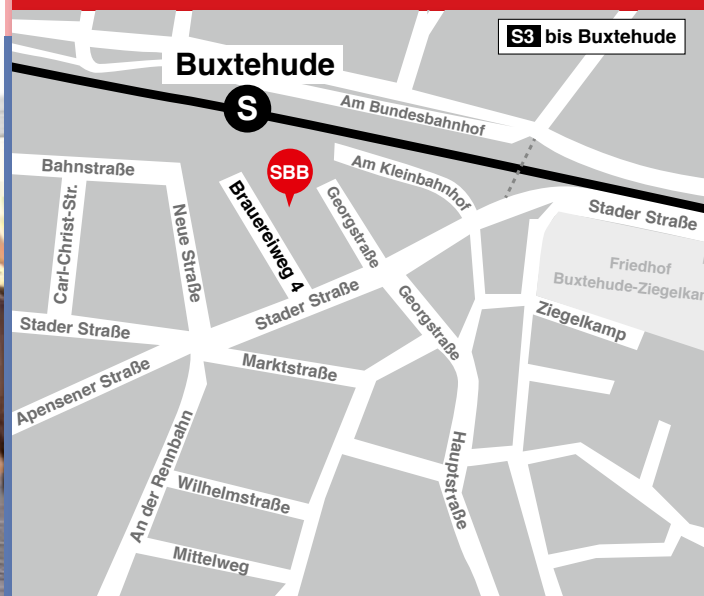 S3 bis Buxtehude
Buxtehude
S
Am Bundesbahnhof
SBB
Am Kleinbahnhof
Bahnstraße
Carl-Christ-Str.
Neue Straße
Brauereiweg 4
Georgstraße
Stader Straße
Friedhof
Buxtehude-Ziegelkam
Stader Straße
Georgstraße
Ziegelkamp
Stader Straße
Marktstraße
Apensener Straße
An der Rennbahn
Hauptstraße
Wilhelmstraße
Mittelweg